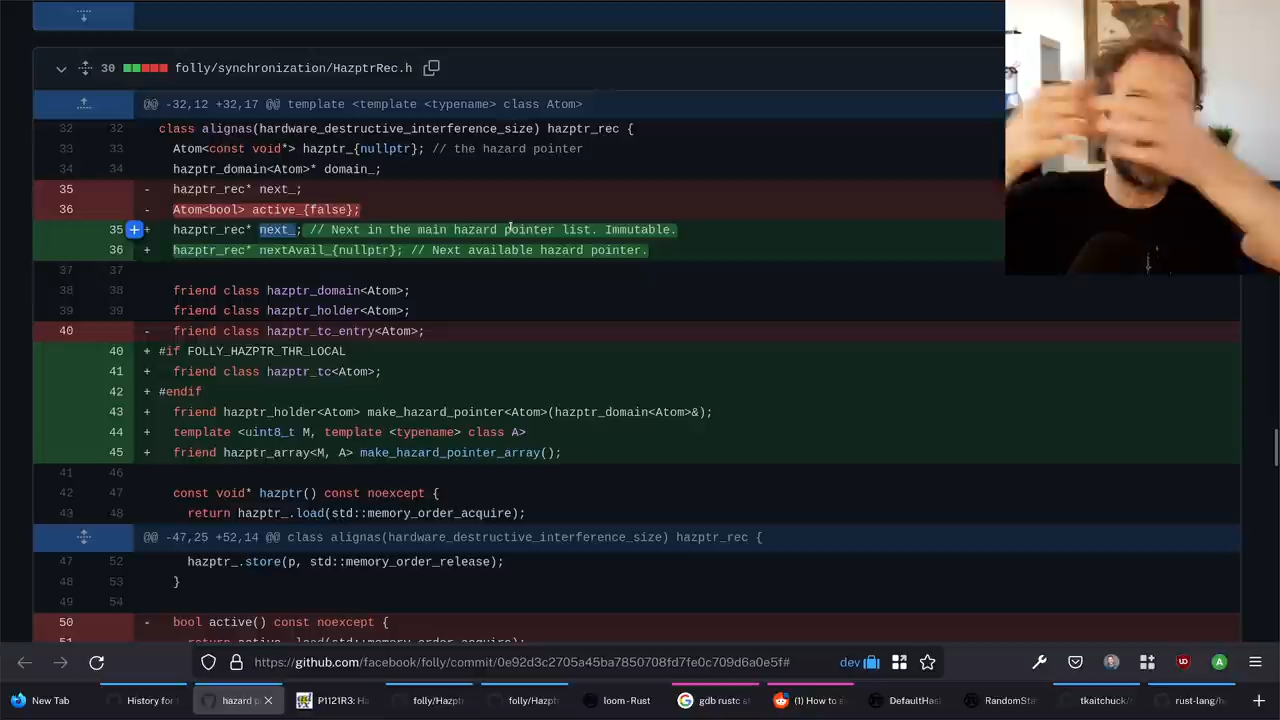 30 folly/synchronization/HazptrRec.h
@@ -32,12 +32,17 @@ template <template <typename> class Atom>
32 32 class alignas(hardware_destructive_interference_size) hazptr_rec {
33 33 Atom<const void*> hazptr_{nullptr}; // the hazard pointer
34 34 hazptr_domain<Atom>* domain_;
35 - hazptr_rec* next_;
36 - Atom<bool> active_{false};
35 + hazptr_rec* next_; // Next in the main hazard pointer list. Immutable.
36 + hazptr_rec* nextAvail_{nullptr}; // Next available hazard pointer.
37 37
38 38 friend class hazptr_domain<Atom>;
39 39 friend class hazptr_holder<Atom>;
40 - friend class hazptr_tc_entry<Atom>;
40 + #if FOLLY_HAZPTR_THR_LOCAL
41 + friend class hazptr_tc<Atom>;
42 + #endif
43 + friend hazptr_holder<Atom> make_hazard_pointer<Atom>(hazptr_domain<Atom>&);
44 + template <uint8_t M, template <typename> class A>
45 + friend hazptr_array<M, A> make_hazard_pointer_array();
41 46
42 47 const void* hazptr() const noexcept {
43 48 return hazptr_.load(std::memory_order_acquire);
@@ -47,25 +52,14 @@ class alignas(hardware_destructive_interference_size) hazptr_rec {
47 52 hazptr_.store(p, std::memory_order_release);
48 53 }
49 54
50 - bool active() const noexcept {
https://github.com/facebook/folly/commit/0e92d3c2705a45ba7850708fd7fe0c709d6a0e5f# dev
New Tab History for hazard p P1121R3: Ha folly/Hazpt folly/Hazpt loom - Rust gdb rustc s (1) How to s DefaultHas RandomStat tkaitchuck/a rust-lang/h